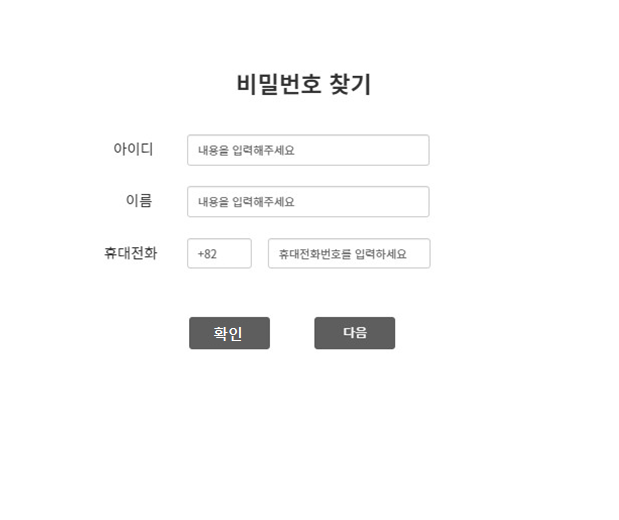 비밀번호 찾기
아이디 내용을 입력해주세요
이름 내용을 입력해주세요
휴대전화 +82 휴대전화번호를 입력하세요
확인 다음